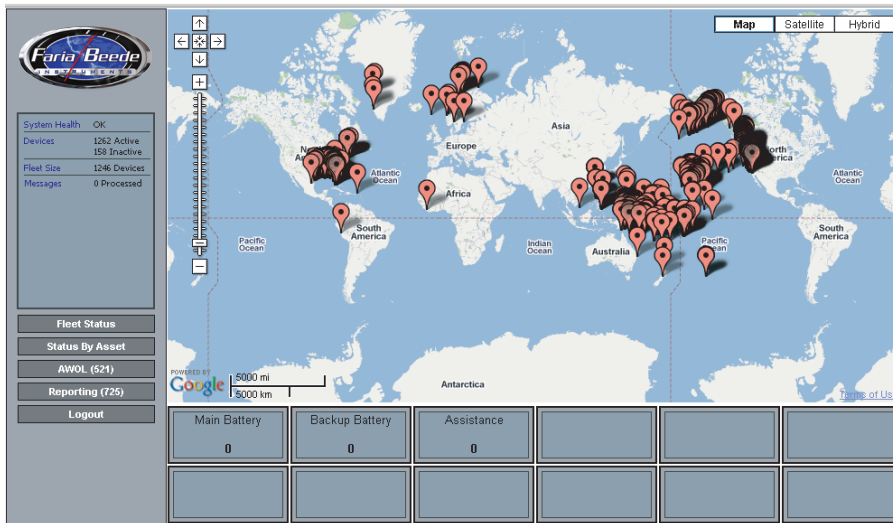 Faria Beede
INSTRUMENTS
System Health OK
Devices 1262 Active
158 Inactive
Fleet Size 1246 Devices
Messages 0 Processed
Fleet Status
Status By Asset
AWOL (521)
Reporting (725)
Logout
Map Satellite Hybrid
Asia
Europe
Atlantic
Ocean
Africa
South
America
Pacific
Ocean
Indian
Ocean
Australia
Pacific
Ocean
North
America
Atlantic
Ocean
South
America
Antarctica
POWERED BY
Google
5000 mi
5000 km
Terms of Us
Main Battery Backup Battery Assistance
0 0 0